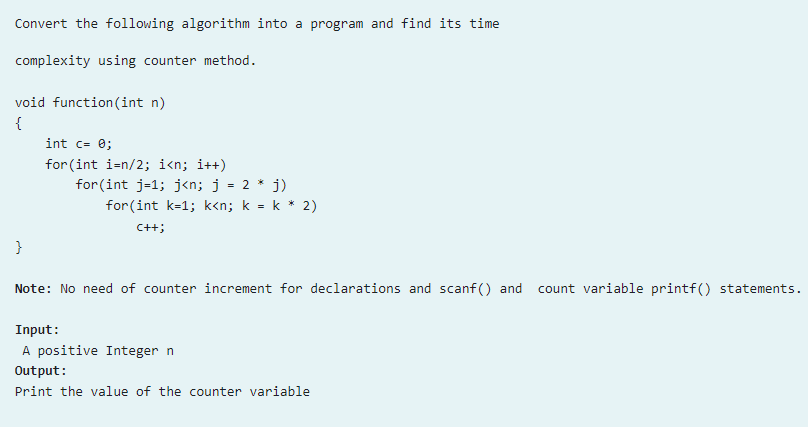 Convert the following algorithm into a program and find its time
complexity using counter method.
void function(int n)
{
int c= 0;
for(int i=n/2; i<n; i++)
for(int j=1; j<n; j = 2 * j)
for(int k=1; k<n; k = k * 2)
c++;
}
Note: No need of counter increment for declarations and scanf() and count variable printf() statements.
Input:
A positive Integer n
Output:
Print the value of the counter variable